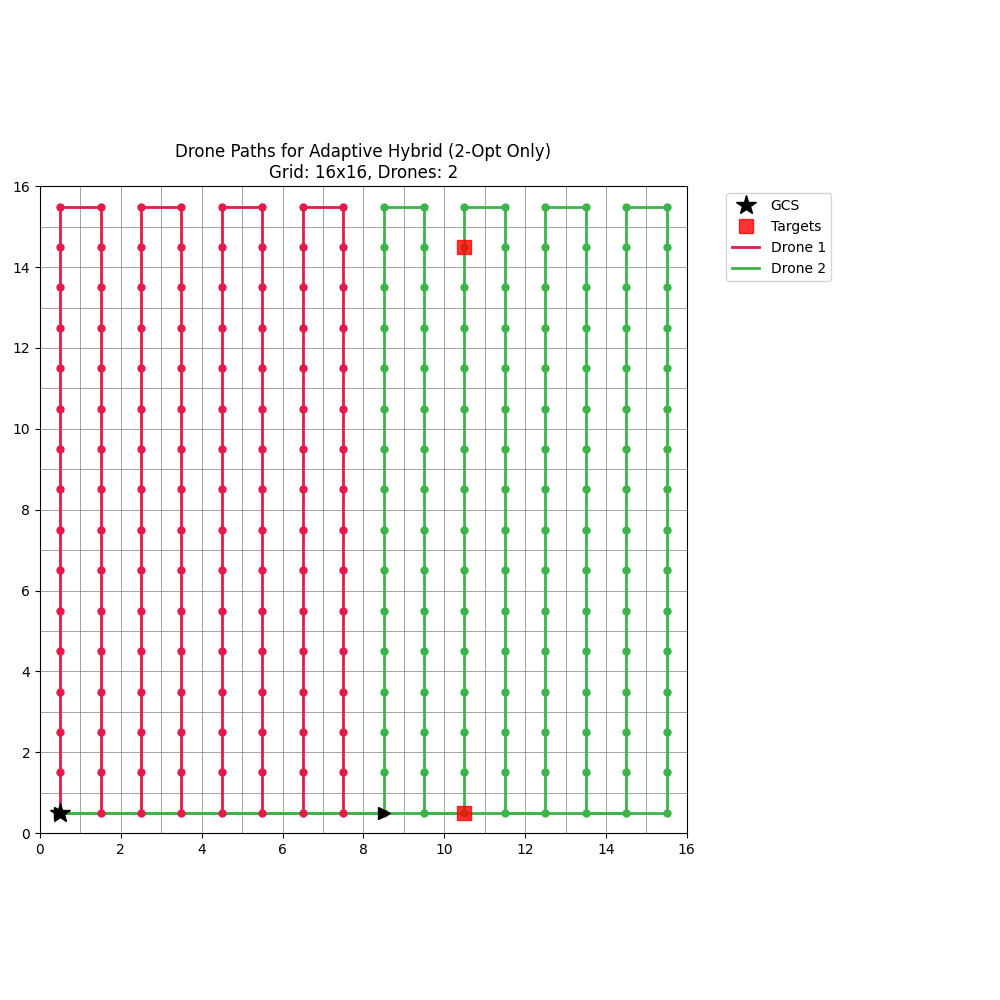 Drone Paths for Adaptive Hybrid (2-Opt Only)
Grid: 16x16, Drones: 2
GCS
Targets
Drone 1
Drone 2
16
14
12
10
8
6
4
2
0
0 2 4 6 8 10 12 14 16